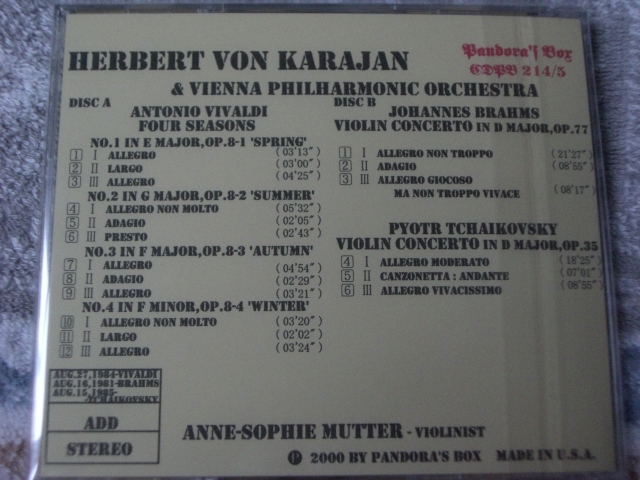 HERBERT VON KARAJAN
Pandora's Box
CDPB 214/5
& VIENNA PHILHARMONIC ORCHESTRA
DISC A
ANTONIO VIVALDI
FOUR SEASONS
NO.1 IN E MAJOR,OP.8-1 'SPRING'
1 I ALLEGRO (03'13")
2 II LARGO (03'00")
3 III ALLEGRO (04'25")
NO.2 IN G MAJOR,OP.8-2 'SUMMER'
4 I ALLEGRO NON MOLTO (05'32")
5 II ADAGIO (02'05")
6 III PRESTO (02'43")
NO.3 IN F MAJOR,OP.8-3 'AUTUMN'
7 I ALLEGRO (04'54")
8 II ADAGIO (02'29")
9 III ALLEGRO (03'21")
NO.4 IN F MINOR,OP.8-4 'WINTER'
10 I ALLEGRO NON MOLTO (03'20")
11 II LARGO (02'02")
12 III ALLEGRO (03'24")
DISC B
JOHANNES BRAHMS
VIOLIN CONCERTO IN D MAJOR,OP.77
1 I ALLEGRO NON TROPPO (21'27")
2 II ADAGIO (08'55")
3 III ALLEGRO GIOCOSO
MA NON TROPPO VIVACE (08'17")
PYOTR TCHAIKOVSKY
VIOLIN CONCERTO IN D MAJOR,OP.35
4 I ALLEGRO MODERATO (18'25")
5 II CANZONETTA : ANDANTE (07'01")
6 III ALLEGRO VIVACISSIMO (08'55")
AUG.27,1984-VIVALDI
AUG.16,1981-BRAHMS
AUG.15,1985-
-TCHAIKOVSKY
ADD
STEREO
ANNE-SOPHIE MUTTER - VIOLINIST
Ⓟ 2000 BY PANDORA'S BOX MADE IN U.S.A.